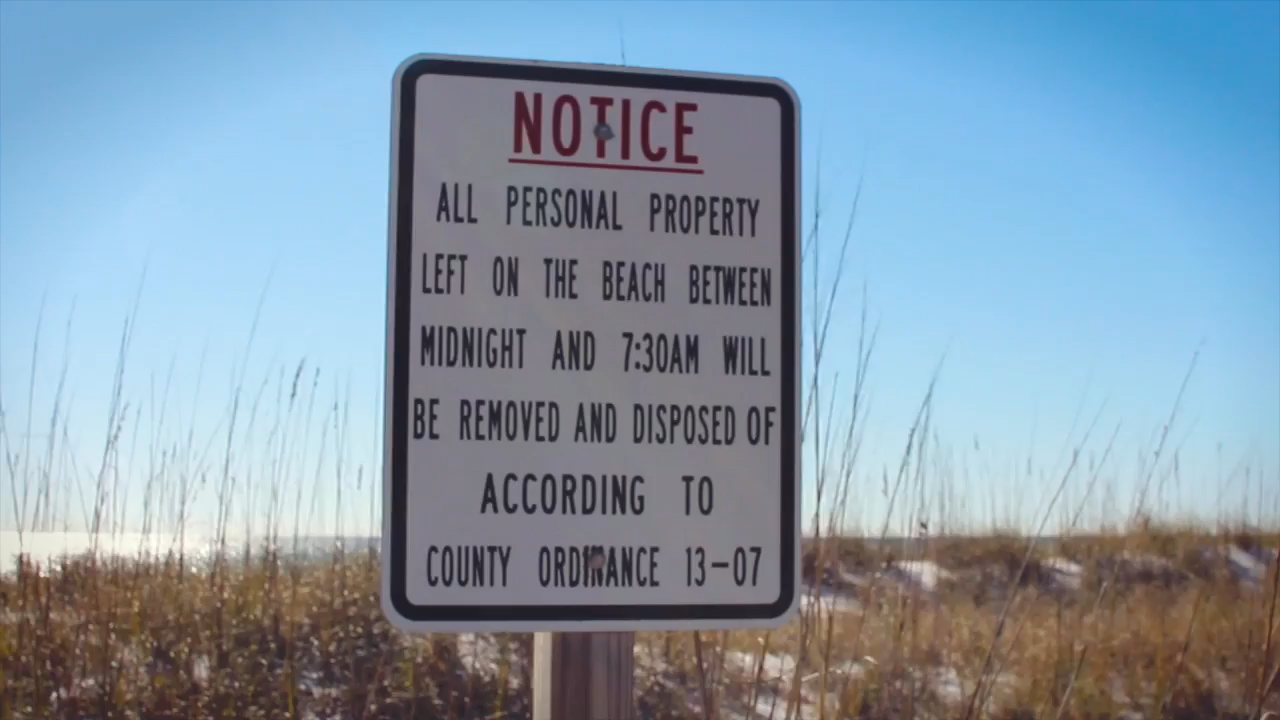 NOTICE
ALL PERSONAL PROPERTY
LEFT ON THE BEACH BETWEEN
MIDNIGHT AND 7:30AM WILL
BE REMOVED AND DISPOSED OF
ACCORDING TO
COUNTY ORDINANCE 13-07